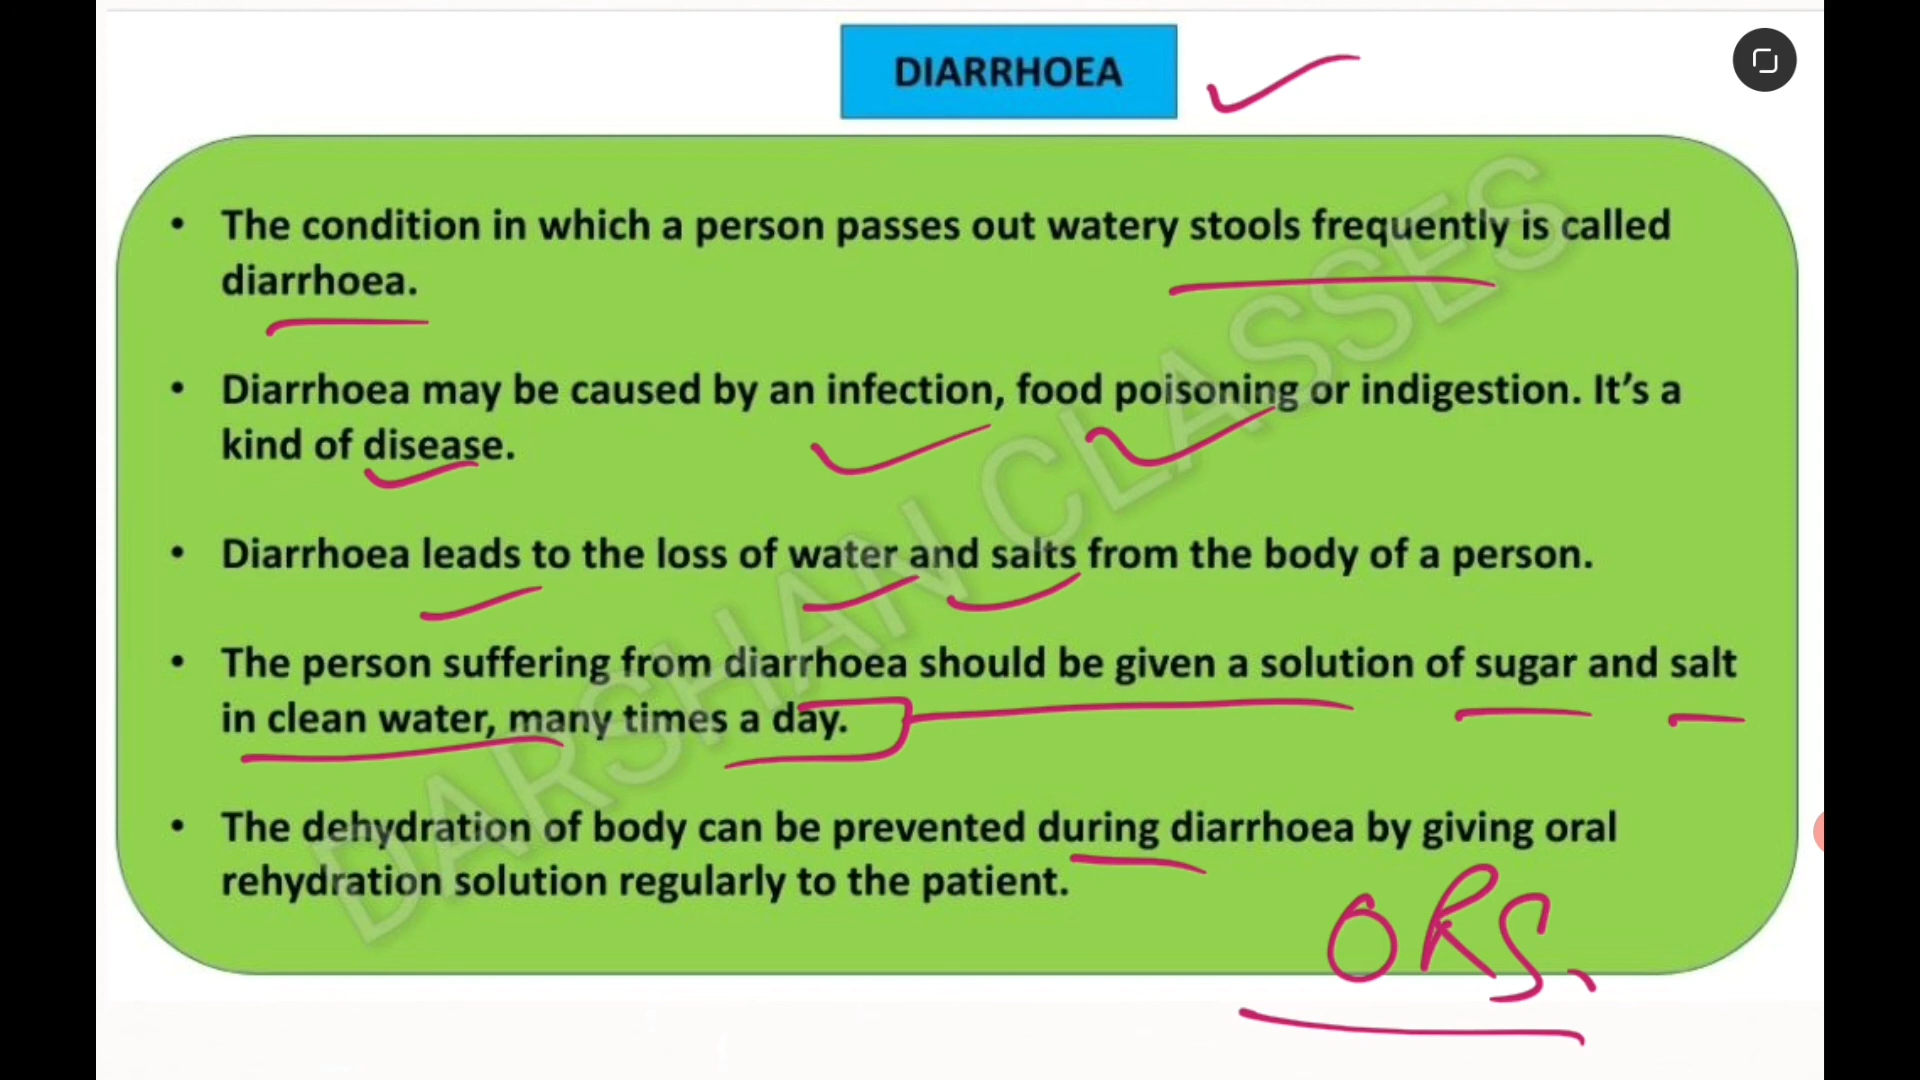 DIARRHOEA
• The condition in which a person passes out watery stools frequently is called
diarrhoea.
• Diarrhoea may be caused by an infection, food poisoning or indigestion. It’s a
kind of disease.
• Diarrhoea leads to the loss of water and salts from the body of a person.
• The person suffering from diarrhoea should be given a solution of sugar and salt
in clean water, many times a day.
• The dehydration of body can be prevented during diarrhoea by giving oral
rehydration solution regularly to the patient.
ORS
DARSHAN CLASSES